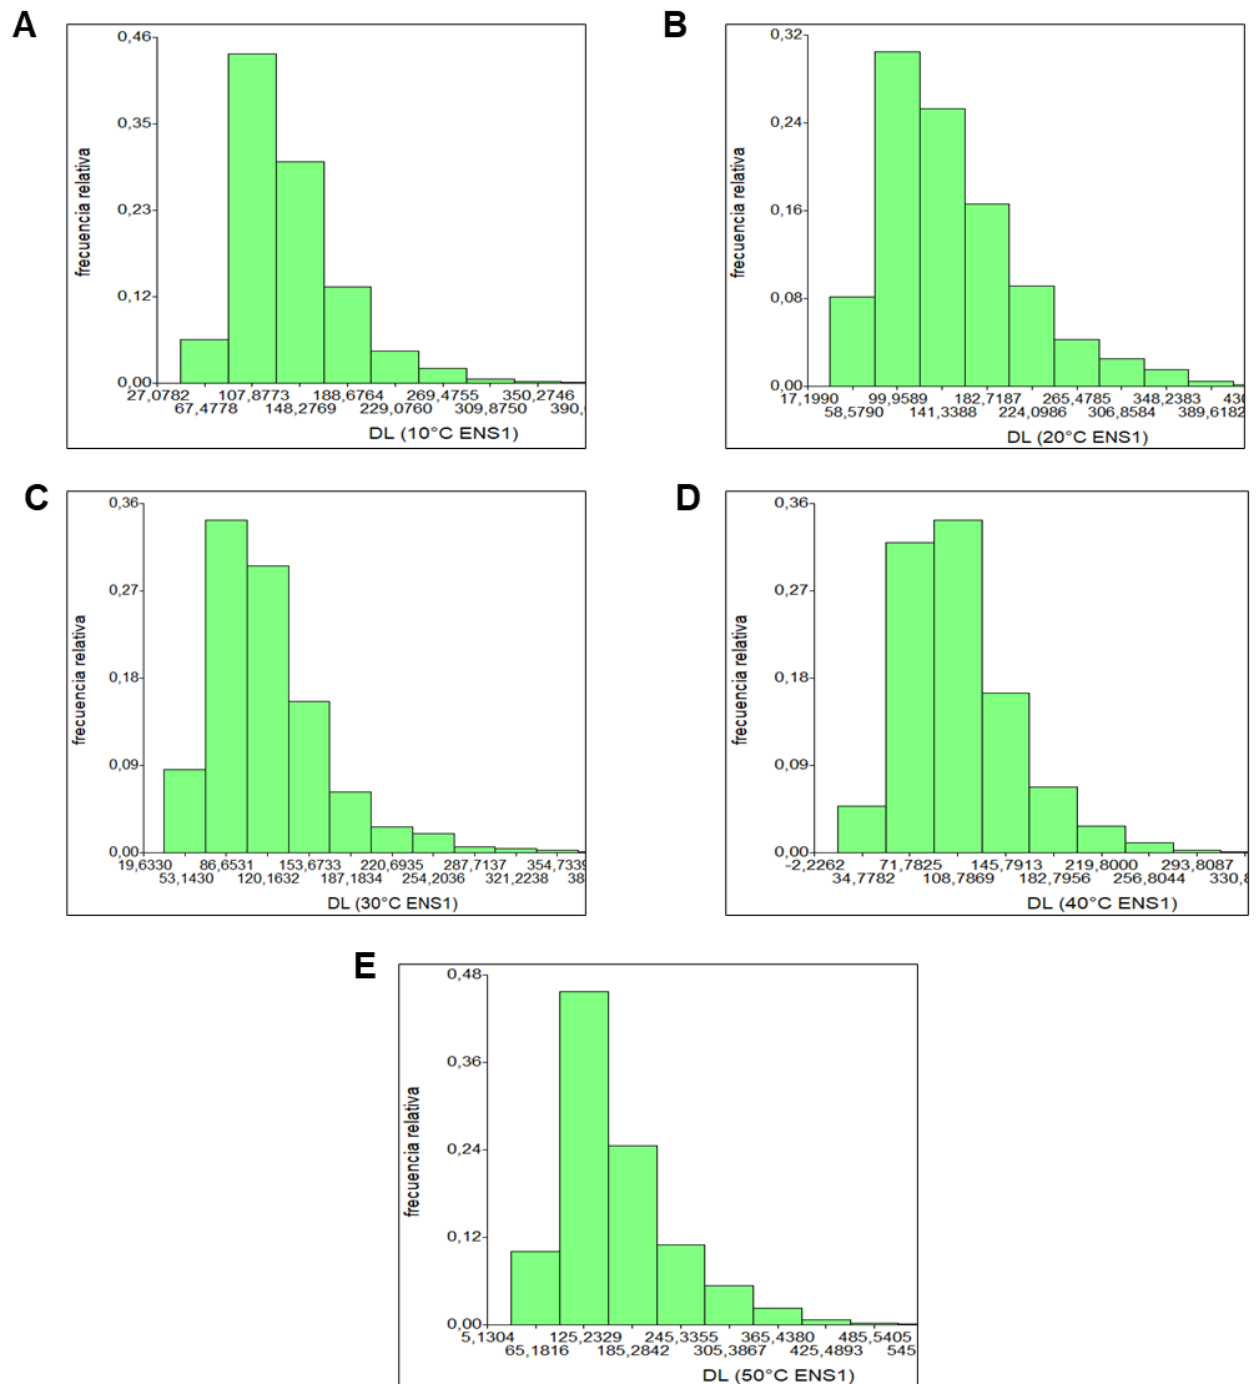 A
0,46
0,35
0,23
0,12
0,00
frecuencia relativa
27,0782 107,8773 188,6764 269,4755 350,2746
67,4778 148,2769 229,0760 309,8750 390,
DL (10°C ENS1)
B
0,32
0,24
0,16
0,08
0,00
frecuencia relativa
17,1990 99,9589 182,7187 265,4785 348,2383 430
58,5790 141,3388 224,0986 306,8584 389,6182
DL (20°C ENS1)
C
0,36
0,27
0,18
0,09
0,00
frecuencia relativa
19,6330 86,6531 153,6733 220,6935 287,7137 354,7339
53,1430 120,1632 187,1834 254,2036 321,2238 38
DL (30°C ENS1)
D
0,36
0,27
0,18
0,09
0,00
frecuencia relativa
-2,2262 71,7825 145,7913 219,8000 293,8087
34,7782 108,7869 182,7956 256,8044 330,8
DL (40°C ENS1)
E
0,48
0,36
0,24
0,12
0,00
frecuencia relativa
5,1304 125,2329 245,3355 365,4380 485,5405
65,1816 185,2842 305,3867 425,4893 545
DL (50°C ENS1)